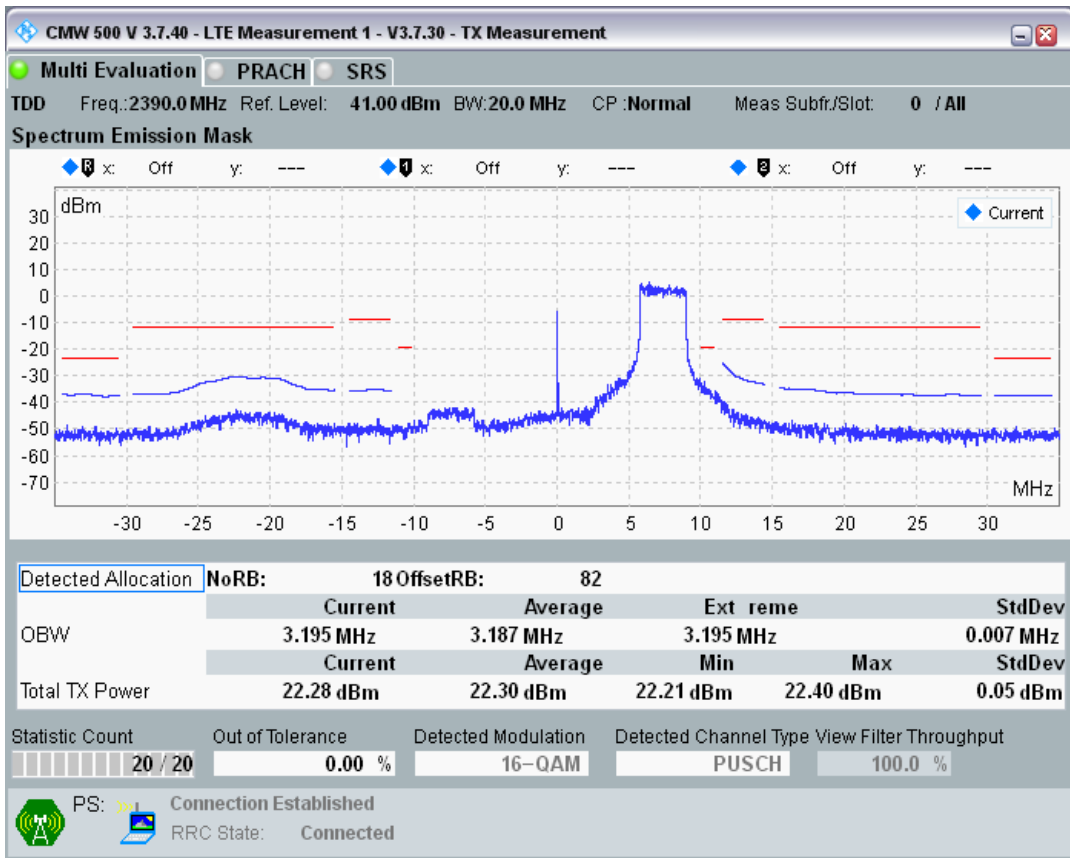 CMW 500 V 3.7.40 - LTE Measurement 1 - V3.7.30 - TX Measurement
Multi Evaluation PRACH SRS
TDD Freq.:2390.0 MHz Ref. Level: 41.00 dBm BW:20.0 MHz CP :Normal Meas Subfr./Slot: 0 / All
Spectrum Emission Mask
R x: Off y: --- 1 x: Off y: --- 2 x: Off y: ---
dBm
Current
30
20
10
0
-10
-20
-30
-40
-50
-60
-70
MHz
-30 -25 -20 -15 -10 -5 0 5 10 15 20 25 30
Detected Allocation NoRB: 18 OffsetRB: 82
Current Average Ext reme StdDev
OBW 3.195 MHz 3.187 MHz 3.195 MHz 0.007 MHz
Current Average Min Max StdDev
Total TX Power 22.28 dBm 22.30 dBm 22.21 dBm 22.40 dBm 0.05 dBm
Statistic Count Out of Tolerance Detected Modulation Detected Channel Type View Filter Throughput
20 / 20 0.00 % 16-QAM PUSCH 100.0 %
PS: Connection Established
RRC State: Connected